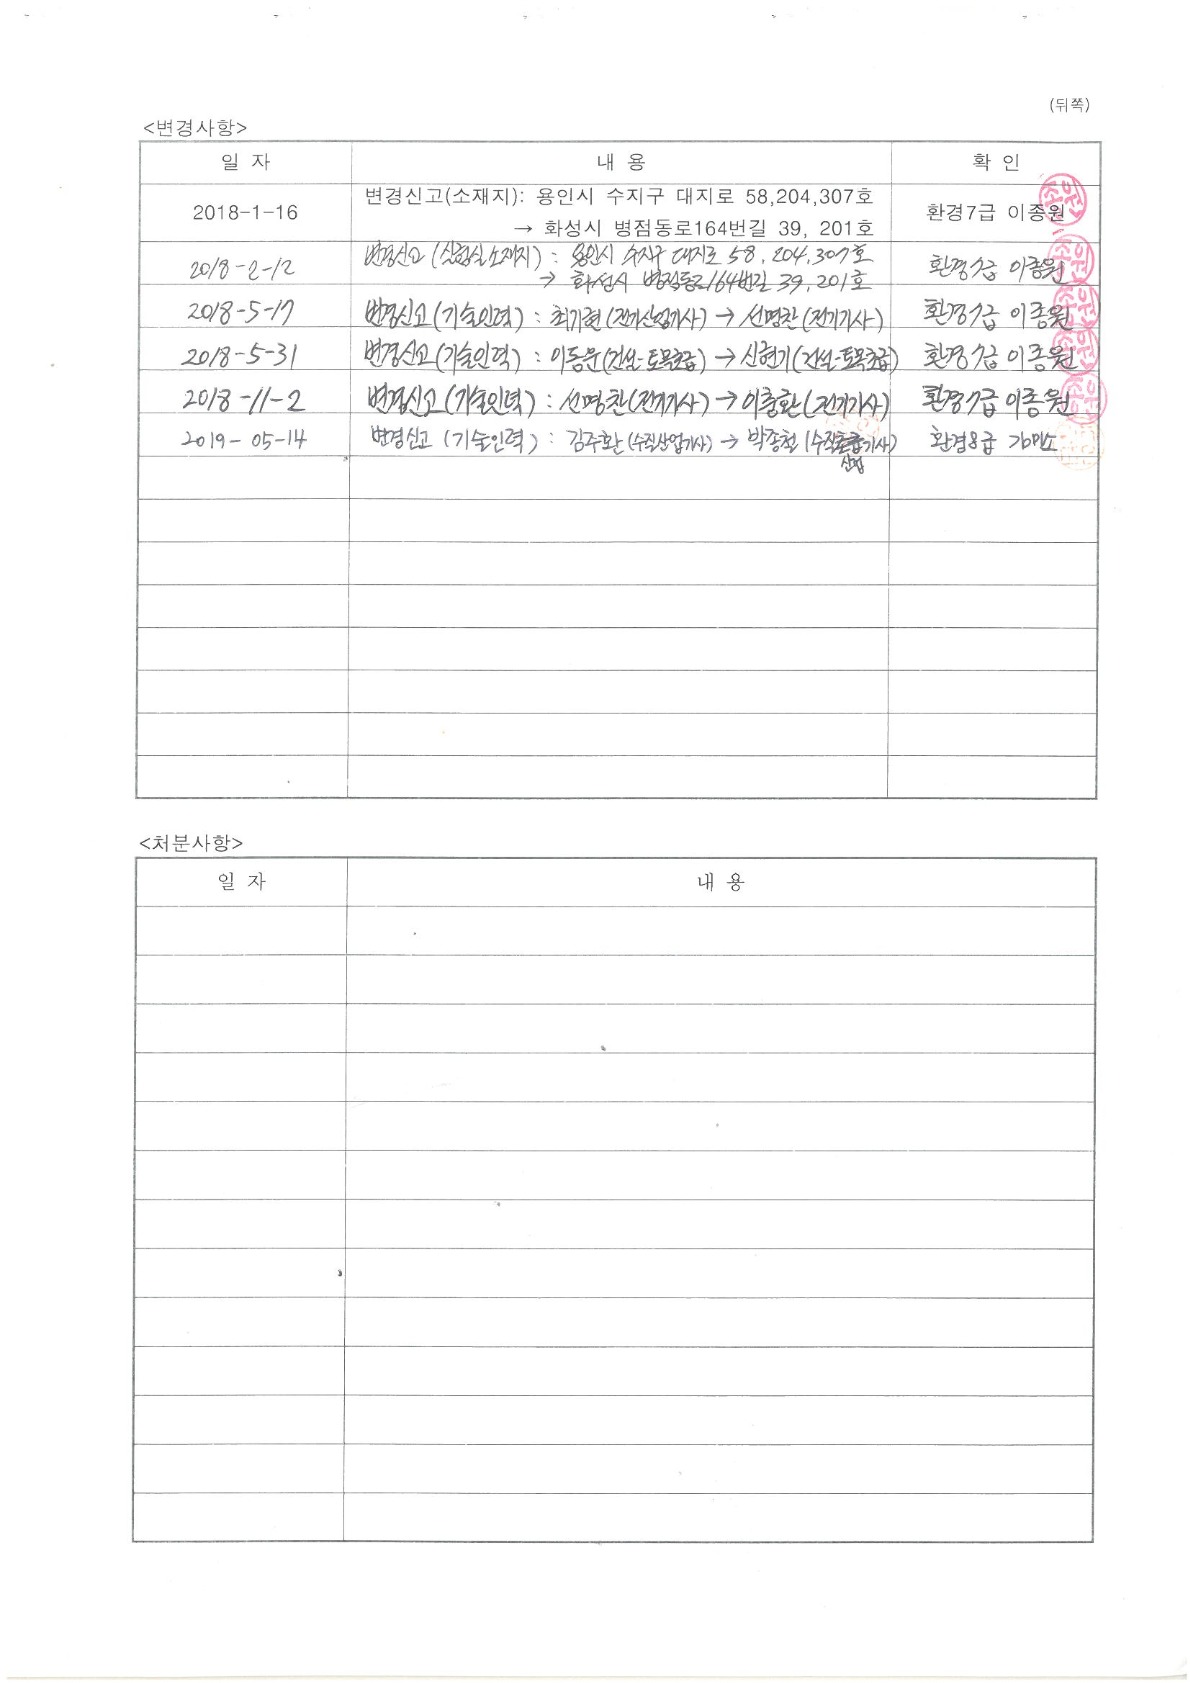 (뒤쪽)
<변경사항>
일 자 내 용 확 인
2018-1-16 변경신고(소재지): 용인시 수지구 대지로 58,204,307호 환경7급 이종원
→ 화성시 병점동로164번길 39, 201호
2018-2-12 변경신고(실험실소재지) : 용인시 수지구 대지로 58, 204, 307호 환경7급 이종원
→ 화성시 병점동로164번길 39, 201호
2018-5-17 변경신고(기술인력) : 최기현(전기산업기사) → 선명찬(전기기사) 환경7급 이종원
2018-5-31 변경신고(기술인력) : 이동운(건설-토목초급) → 신현기(건설-토목초급) 환경7급 이종원
2018-11-2 변경신고(기술인력) : 선명찬(전기기사) → 이충환(전기기사) 환경7급 이종원
2019-05-14 변경신고 (기술인력) : 김주환(수질산업기사) → 박종철(수질기사) 환경8급
산업
<처분사항>
일 자 내 용